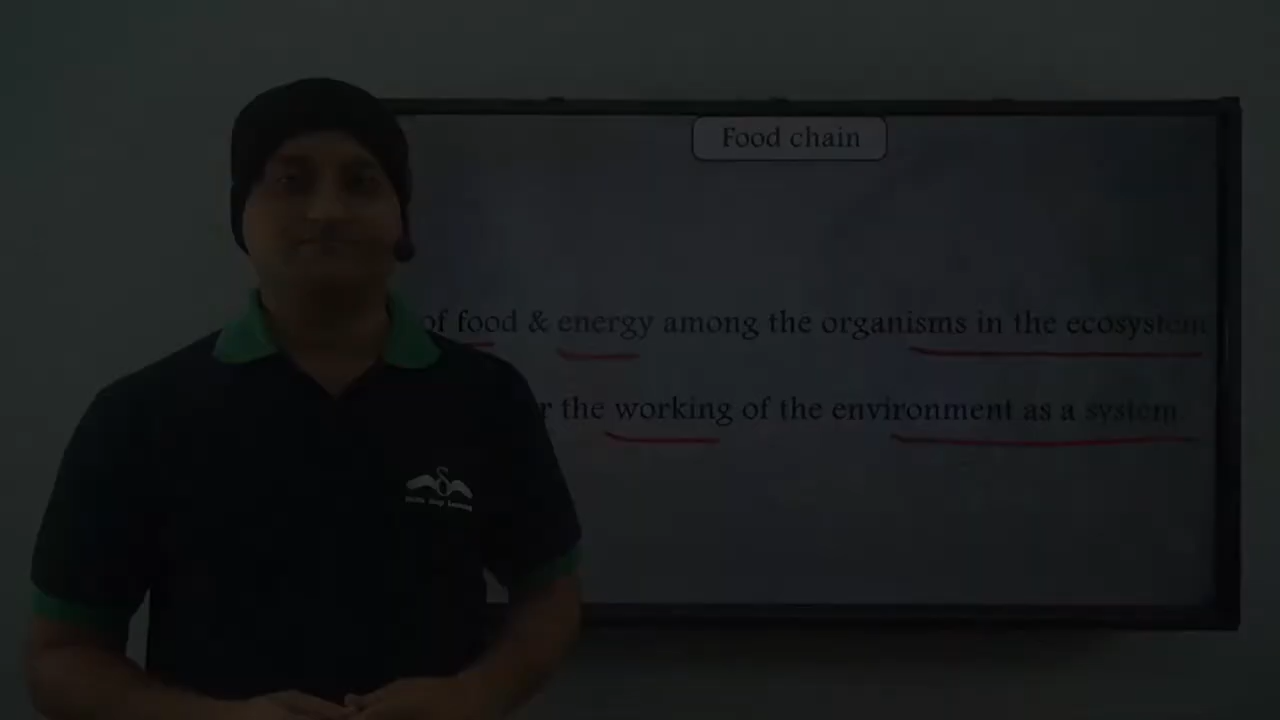 Food chain
of food & energy among the organisms in the ecosystem
the working of the environment as a system